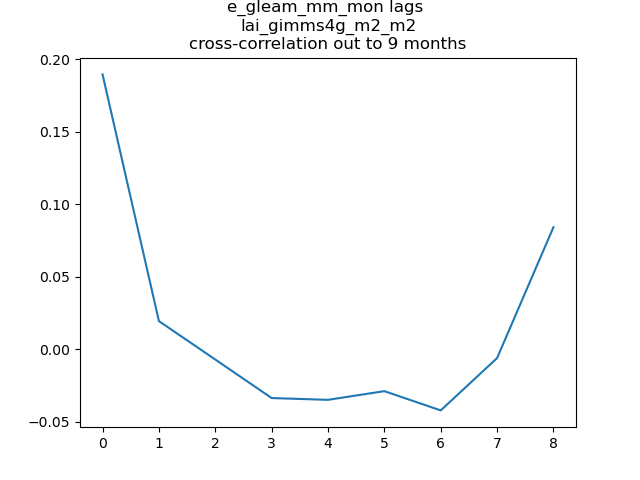 e_gleam_mm_mon lags
lai_gimms4g_m2_m2
cross-correlation out to 9 months
0.20
0.15
0.10
0.05
0.00
−0.05
0 1 2 3 4 5 6 7 8